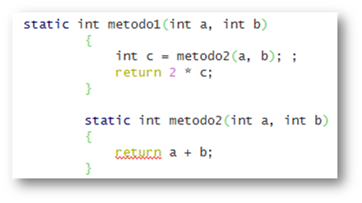 static int metodo1(int a, int b)
{
int c = metodo2(a, b); ;
return 2 * c;
}
static int metodo2(int a, int b)
{
return a + b;
}